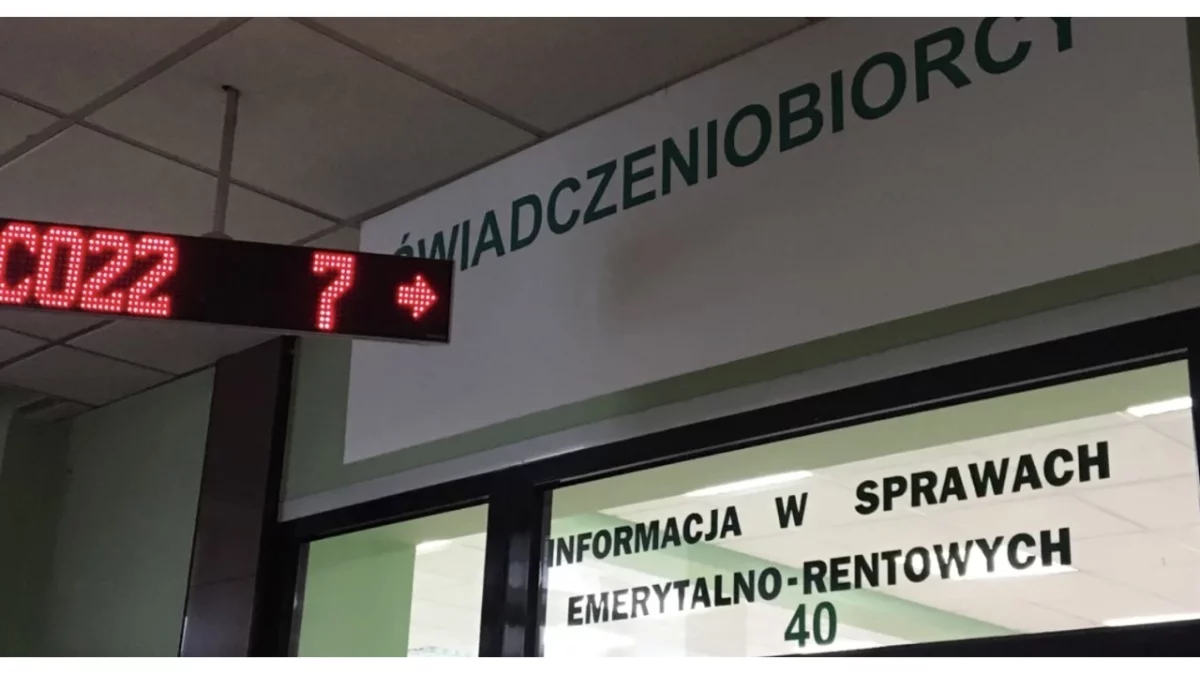 ŚWIADCZENIOBIORCY
C022 7 →
INFORMACJA W SPRAWACH
EMERYTALNO-RENTOWYCH
40